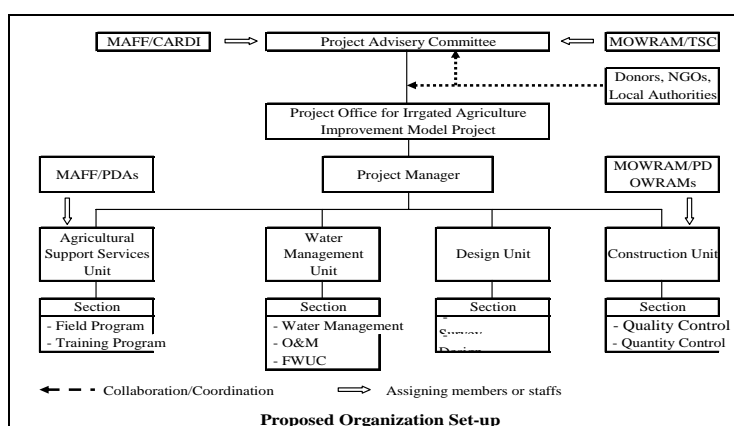 MAFF/CARDI
Project Advisery Committee
MOWRAM/TSC
Donors, NGOs,
Local Authorities
Project Office for Irrgated Agriculture
Improvement Model Project
MAFF/PDAs
Project Manager
MOWRAM/PD
OWRAMs
Agricultural
Support Services
Unit
Water
Management
Unit
Design Unit
Construction Unit
Section
- Field Program
- Training Program
Section
- Water Management
- O&M
- FWUC
Section
Survey
Design
Section
- Quality Control
- Quantity Control
Collaboration/Coordination
Assigning members or staffs
Proposed Organization Set-up